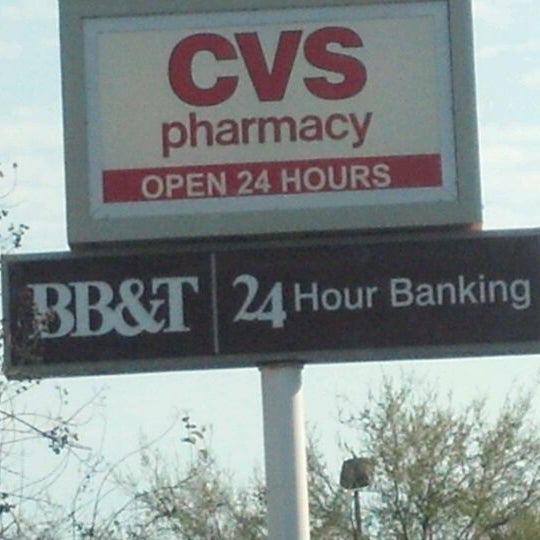 CVS
pharmacy
OPEN 24 HOURS
BB&T 24 Hour Banking